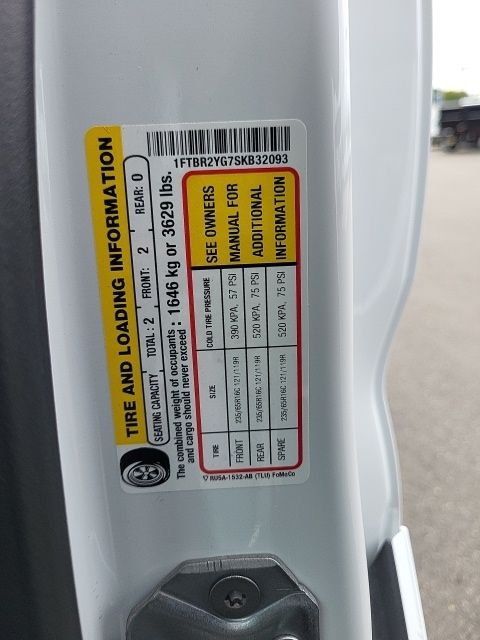 1FTBR2YG7SKB32093
TIRE AND LOADING INFORMATION
SEATING CAPACITY TOTAL : 2 FRONT: 2 REAR: 0
The combined weight of occupants
and cargo should never exceed : 1646 kg or 3629 lbs.
TIRE SIZE COLD TIRE PRESSURE
FRONT 235/65R16C 121/119R 390 KPA, 57 PSI
REAR 235/65R16C 121/119R 520 KPA, 75 PSI
SPARE 235/65R16C 121/119R 520 KPA, 75 PSI
SEE OWNERS
MANUAL FOR
ADDITIONAL
INFORMATION
RU5A-1532-AB (TLU) FoMoCo